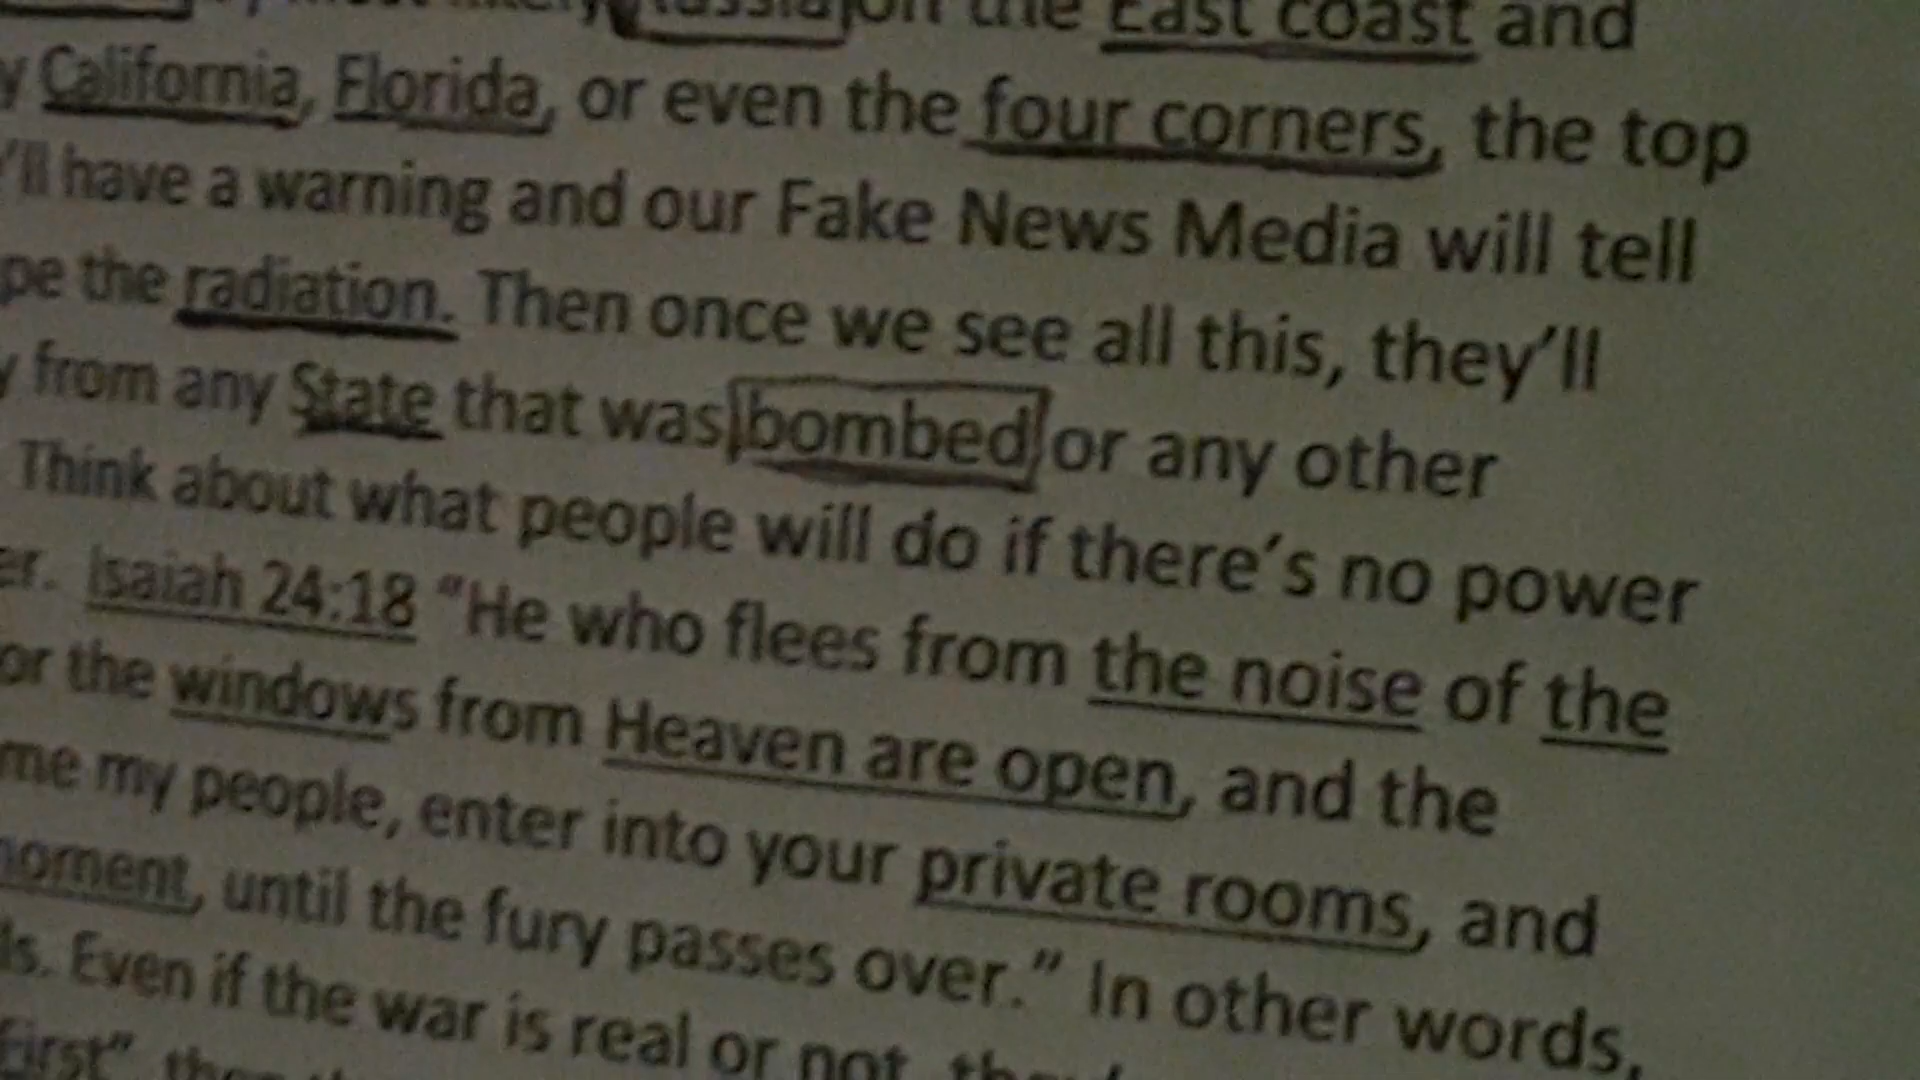 on the East coast and
California, Florida, or even the four corners, the top
'll have a warning and our Fake News Media will tell
pe the radiation. Then once we see all this, they'll
y from any State that was bombed or any other
Think about what people will do if there's no power
er. Isaiah 24:18 "He who flees from the noise of the
or the windows from Heaven are open, and the
me my people, enter into your private rooms, and
moment, until the fury passes over." In other words,
ls. Even if the war is real or not
first"